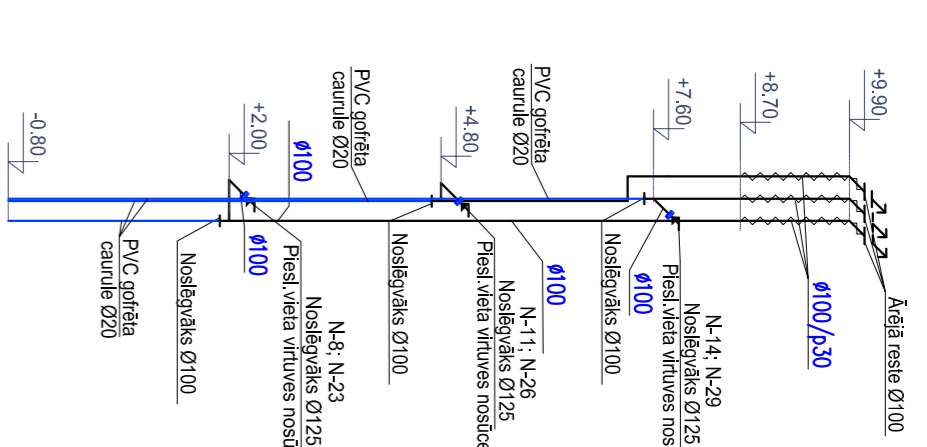 -0.80
+2.00
+4.80
+7.60
+8.70
+9.90
PVC gofrēta
caurule Ø20
PVC gofrēta
caurule Ø20
PVC gofrēta
caurule Ø20
ø100
ø100
ø100
ø100
ø100/p30
Noslēgvāks Ø100
Noslēgvāks Ø100
Noslēgvāks Ø100
N-8; N-23
Noslēgvāks Ø125
Piesl.vieta virtuves
N-11; N-26
Noslēgvāks Ø125
Piesl.vieta virtuves
N-14; N-29
Noslēgvāks Ø125
Piesl.vieta virtuves
Ārējā reste Ø100